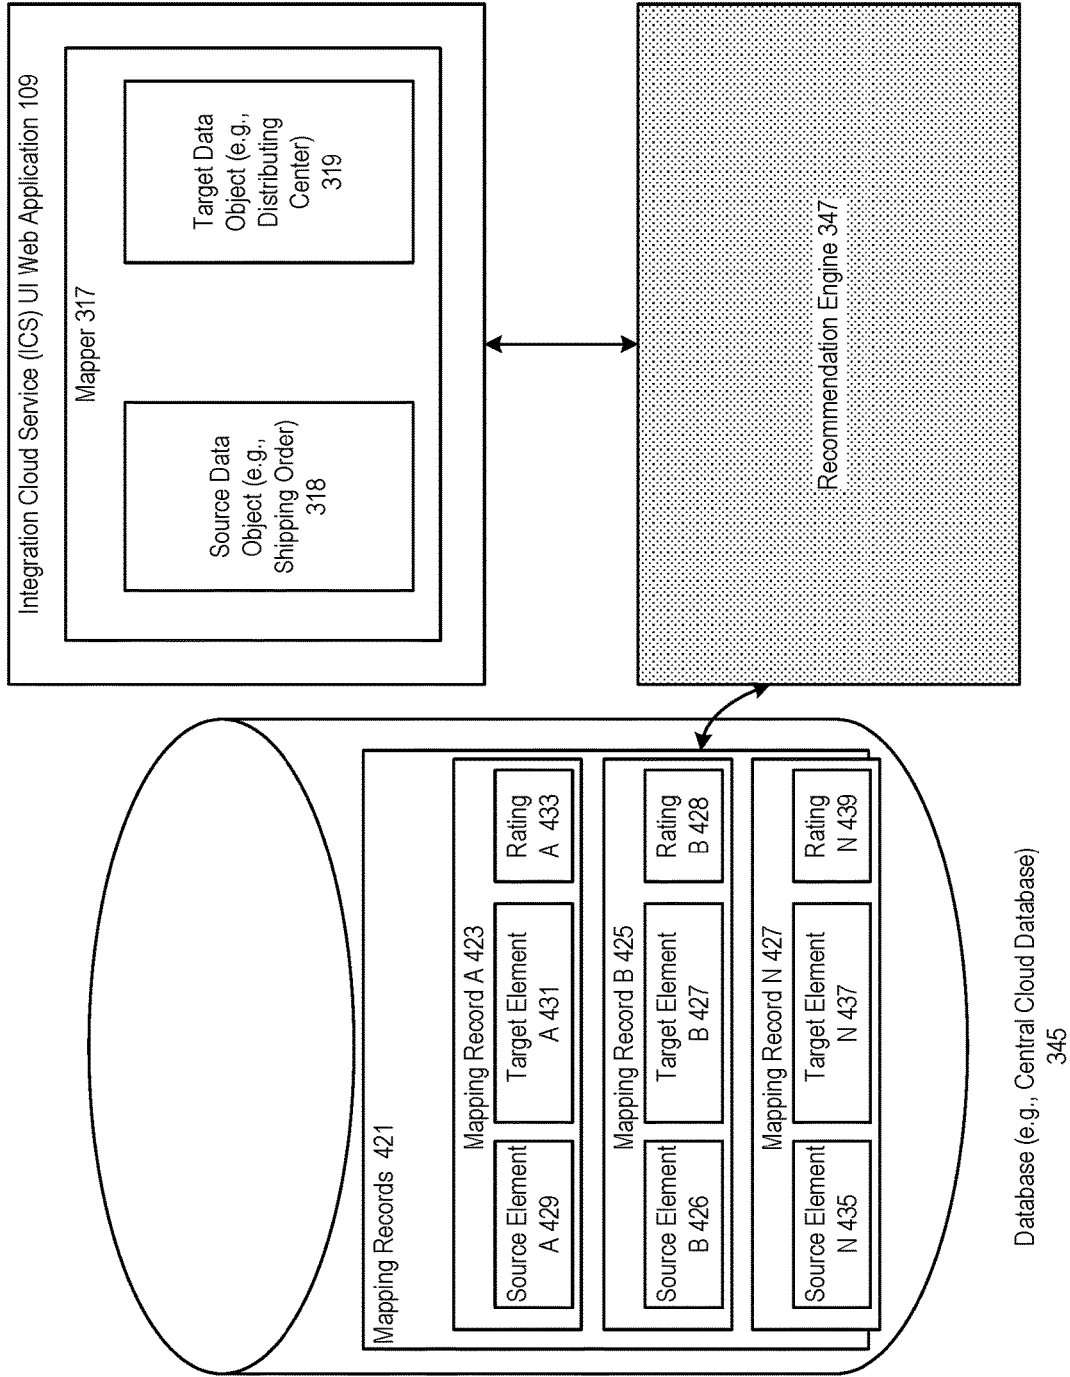 Integration Cloud Service (ICS) UI Web Application 109
Mapper 317
Source Data
Object (e.g.,
Shipping Order)
318
Target Data
Object (e.g.,
Distributing
Center)
319
Mapping Records 421
Mapping Record A 423
Source Element
A 429
Target Element
A 431
Rating
A 433
Mapping Record B 425
Source Element
B 426
Target Element
B 427
Rating
B 428
Mapping Record N 427
Source Element
N 435
Target Element
N 437
Rating
N 439
Recommendation Engine 347
Database (e.g., Central Cloud Database)
345